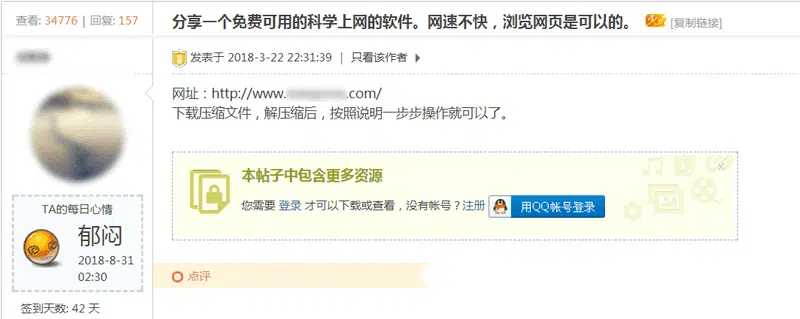 查看: 34776 | 回复: 157
分享一个免费可用的科学上网的软件。网速不快，浏览网页是可以的。 火 [复制链接]
发表于 2018-3-22 22:31:39 | 只看该作者
网址：http://www. .com/
下载压缩文件，解压缩后，按照说明一步步操作就可以了。
本帖子中包含更多资源
您需要 登录 才可以下载或查看，没有帐号？注册 用QQ帐号登录
TA的每日心情
郁闷
2018-8-31
02:30
签到天数: 42 天
点评